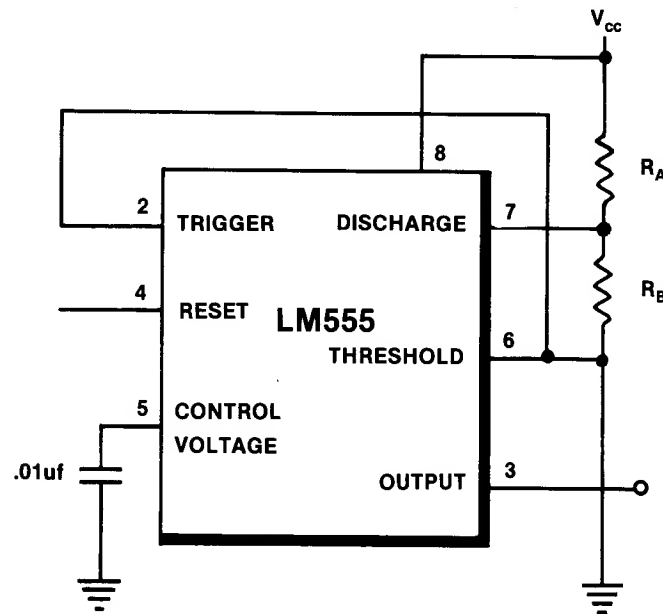 Vcc
8
RA
2
TRIGGER
DISCHARGE
7
4
RESET
LM555
RB
THRESHOLD
6
5
CONTROL
VOLTAGE
.01uf
OUTPUT
3